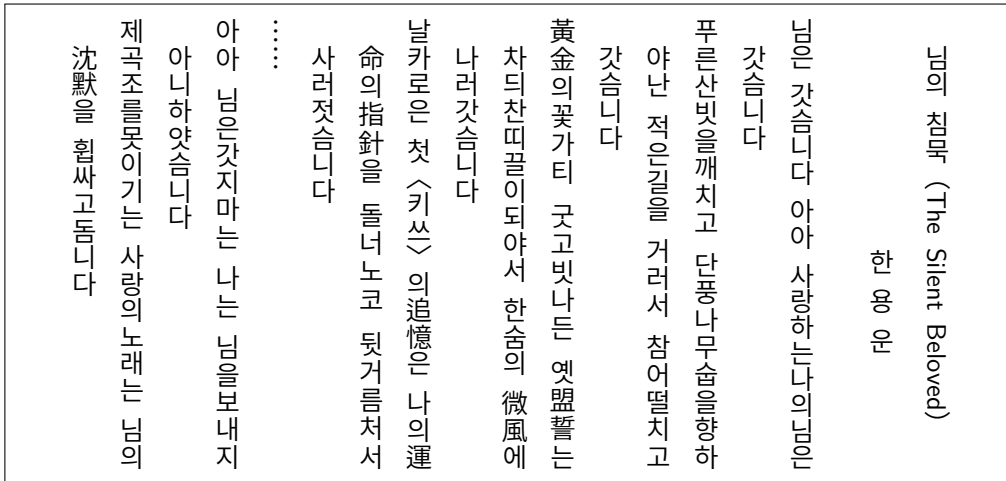 님의 침묵 (The Silent Beloved)
한 용 운
님은 갓슴니다 아아 사랑하는나의님은
갓슴니다
푸른산빗을깨치고 단풍나무숩을향하
야난 적은길을 거러서 참어떨치고
갓슴니다
黃金의꽃가티 굿고빗나든 옛盟誓는
차듸찬띠끌이되야서 한숨의 微風에
나러갓슴니다
날카로은 첫〈키쓰〉의追憶은 나의運
命의指針을 돌너노코 뒷거름처서
사러젓슴니다
……
아아 님은갓지마는 나는 님을보내지
아니하얏슴니다
제곡조를못이기는 사랑의노래는 님의
沈默을 휩싸고돔니다